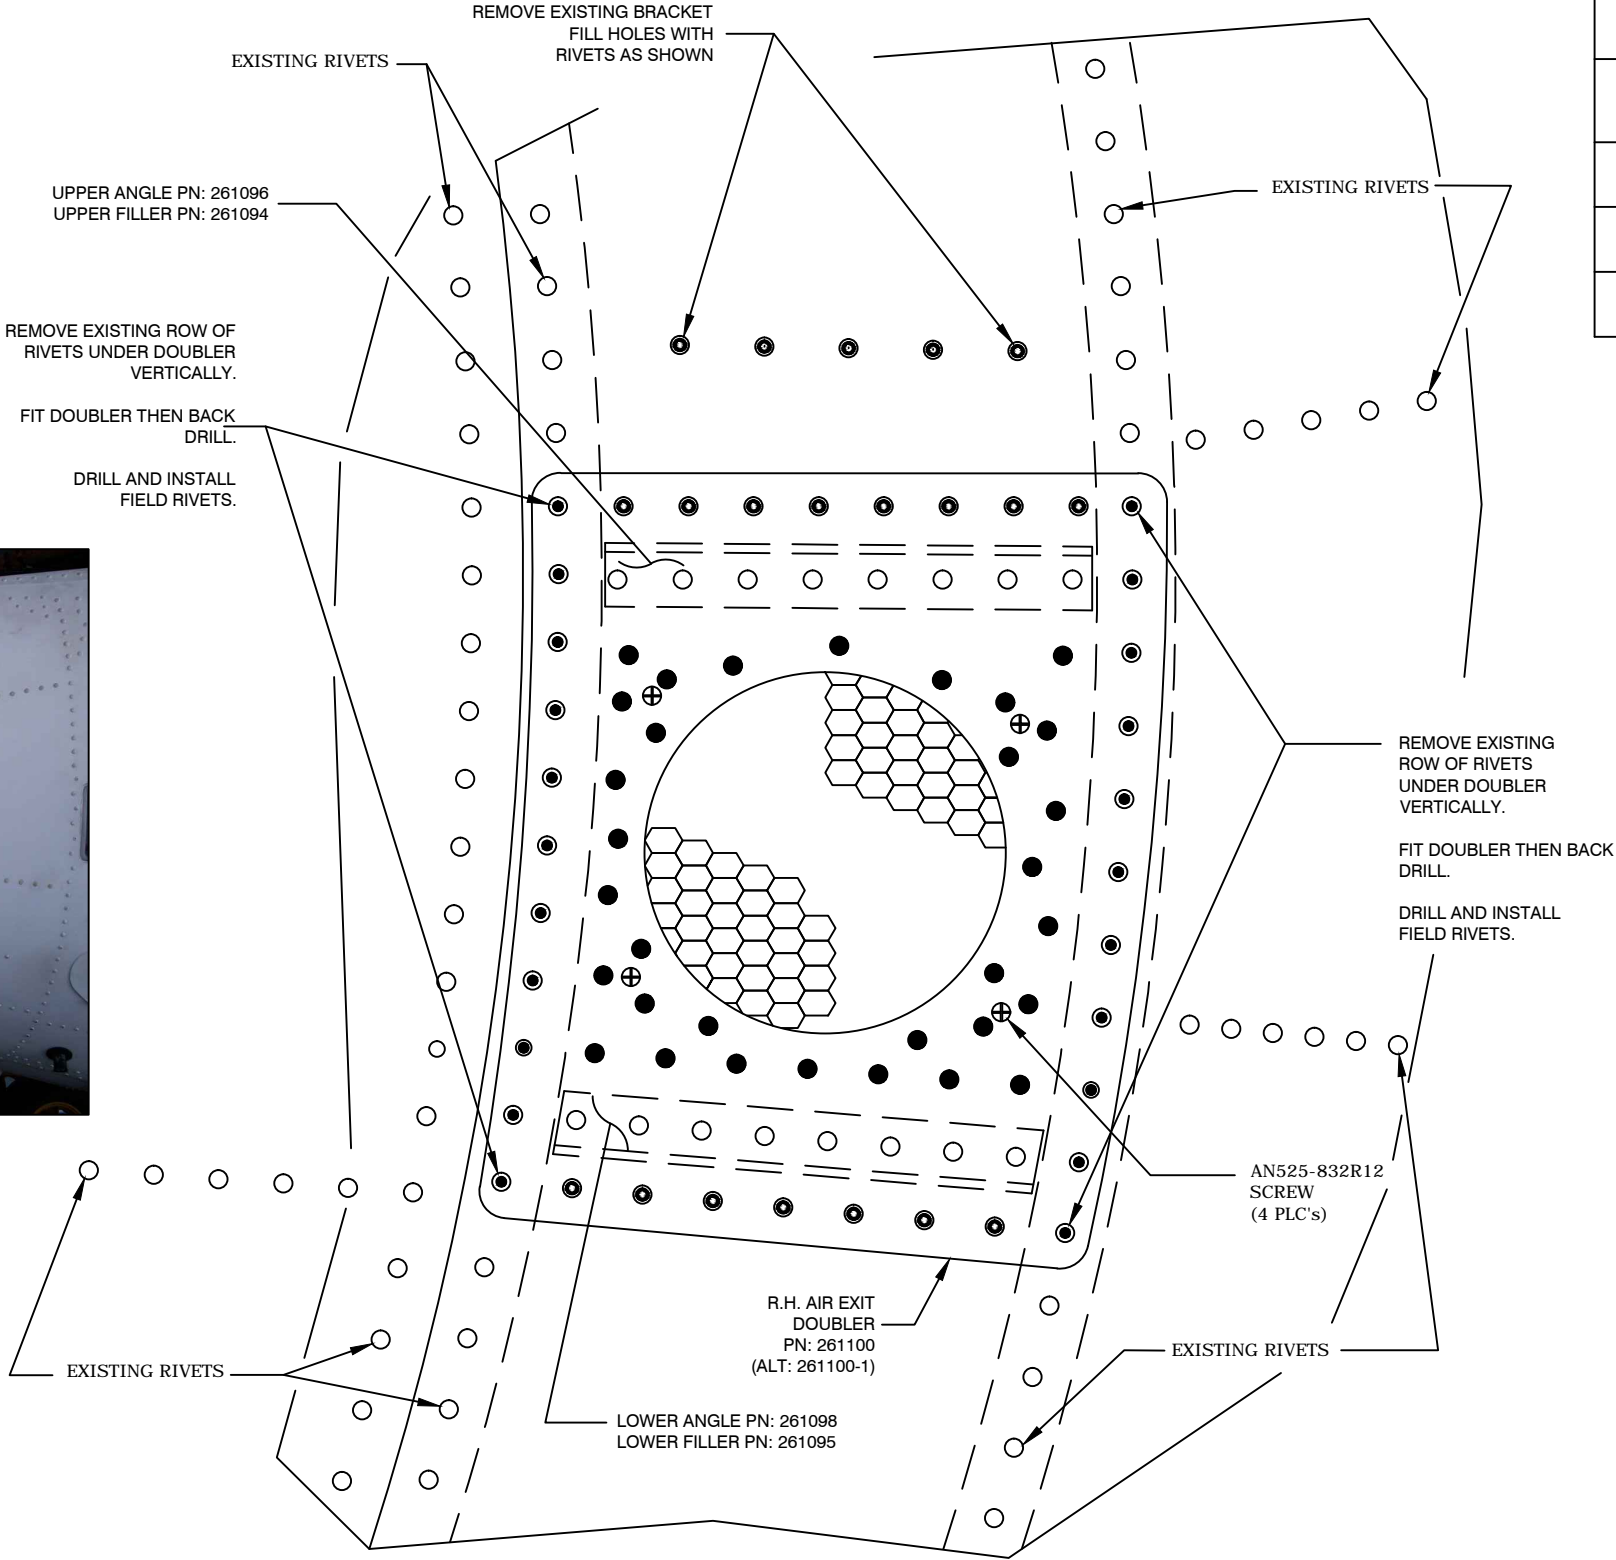 REMOVE EXISTING BRACKET
FILL HOLES WITH
RIVETS AS SHOWN
EXISTING RIVETS
UPPER ANGLE PN: 261096
UPPER FILLER PN: 261094
EXISTING RIVETS
REMOVE EXISTING ROW OF
RIVETS UNDER DOUBLER
VERTICALLY.
FIT DOUBLER THEN BACK
DRILL.
DRILL AND INSTALL
FIELD RIVETS.
REMOVE EXISTING
ROW OF RIVETS
UNDER DOUBLER
VERTICALLY.
FIT DOUBLER THEN BACK
DRILL.
DRILL AND INSTALL
FIELD RIVETS.
AN525-832R12
SCREW
(4 PLC's)
R.H. AIR EXIT
DOUBLER
PN: 261100
(ALT: 261100-1)
EXISTING RIVETS
EXISTING RIVETS
LOWER ANGLE PN: 261098
LOWER FILLER PN: 261095